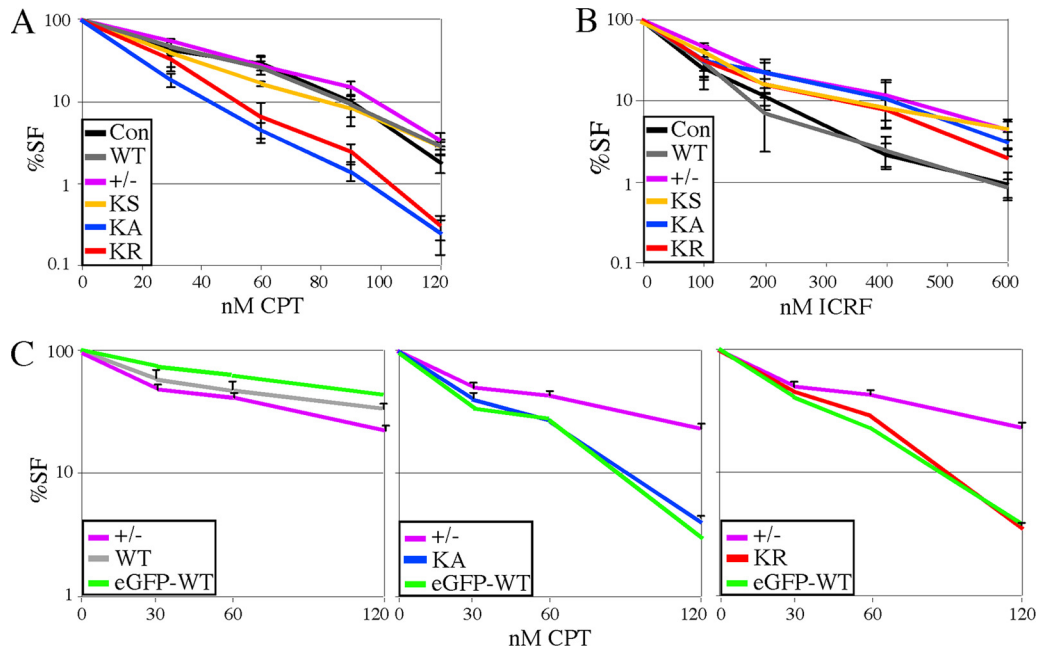 A
100
10
1
0.1
%SF
Con
WT
+/-
KS
KA
KR
0 20 40 60 80 100 120
nM CPT
B
100
10
1
0.1
%SF
Con
WT
+/-
KS
KA
KR
0 100 200 300 400 500 600
nM ICRF
C
100
10
1
%SF
+/-
WT
eGFP-WT
0 30 60 120
+/-
KA
eGFP-WT
0 30 60 120
+/-
KR
eGFP-WT
0 30 60 120
nM CPT